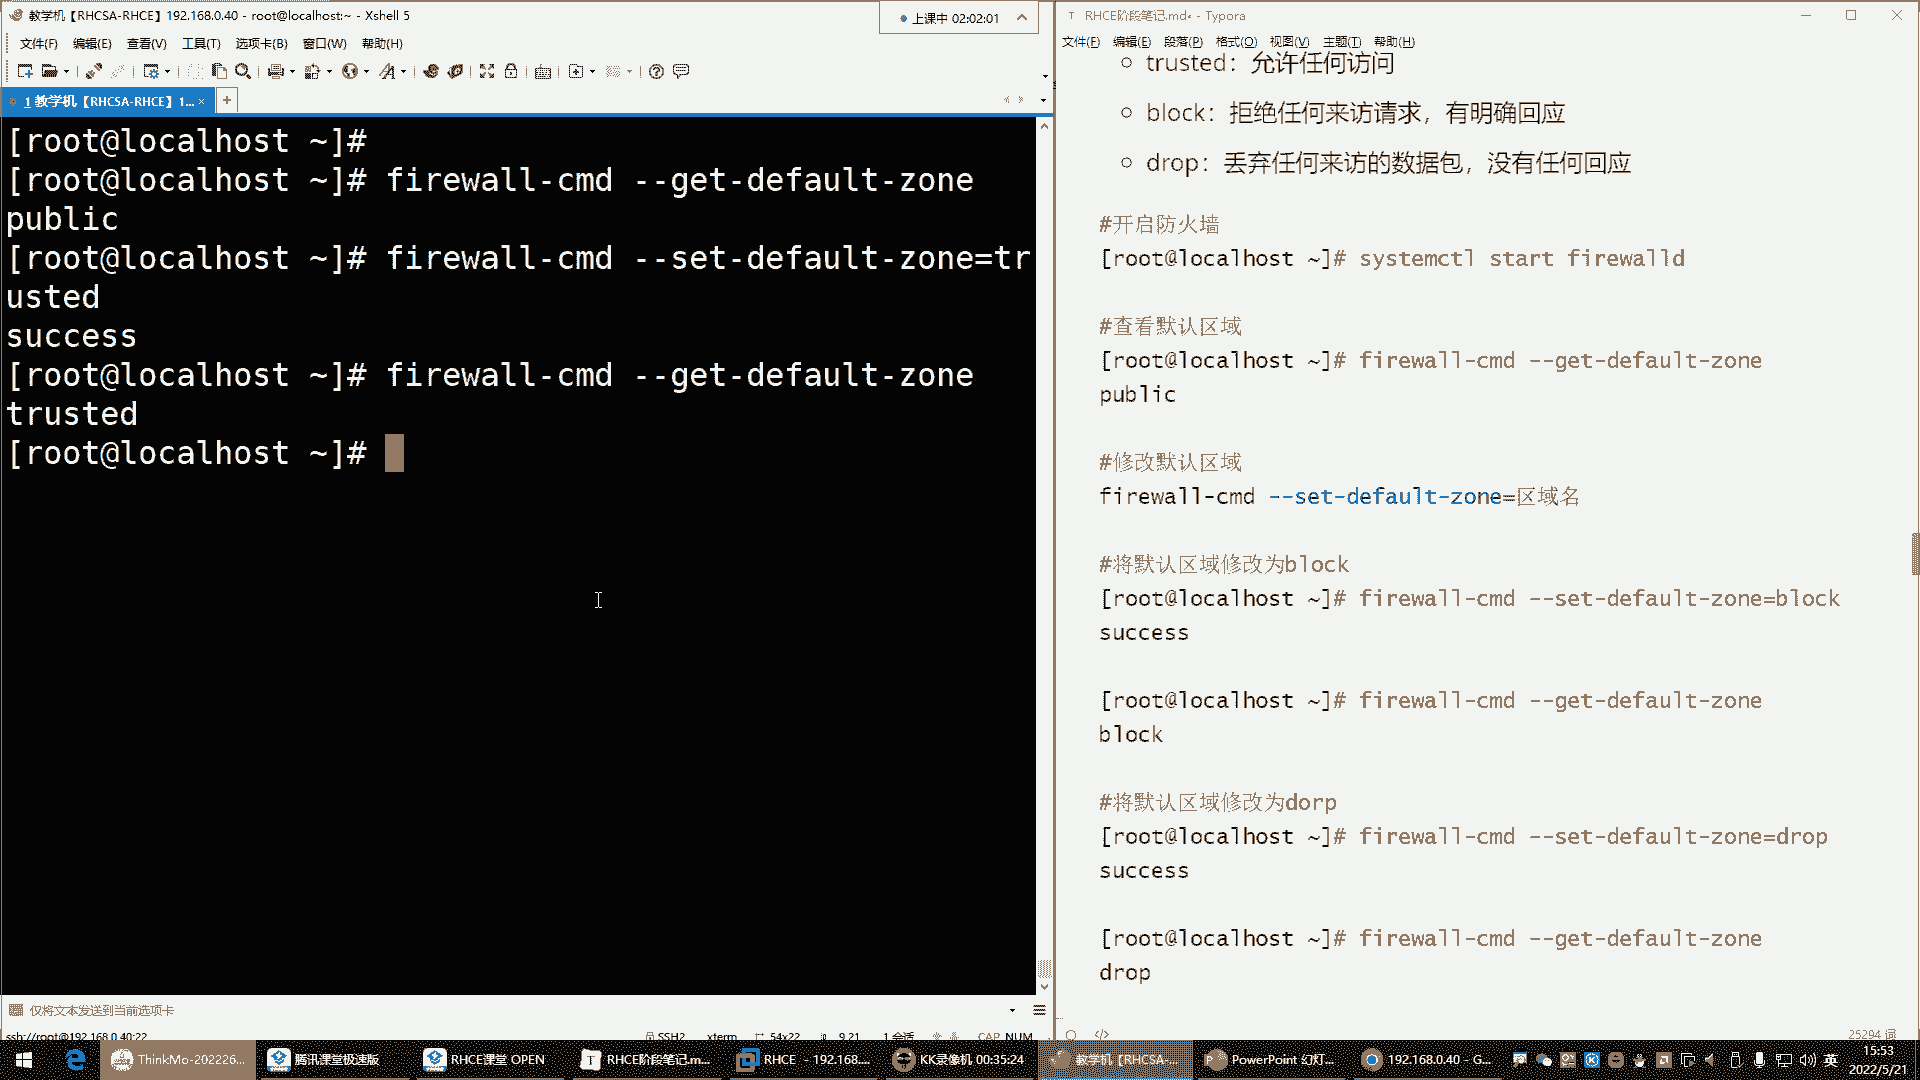 教学机【RHCSA-RHCE】192.168.0.40 - root@localhost:~ - Xshell 5
上课中 02:02:01
文件(F) 编辑(E) 查看(V) 工具(T) 选项卡(B) 窗口(W) 帮助(H)
1 教学机【RHCSA-RHCE】1...
[root@localhost ~]#
[root@localhost ~]# firewall-cmd --get-default-zone
public
[root@localhost ~]# firewall-cmd --set-default-zone=tr
usted
success
[root@localhost ~]# firewall-cmd --get-default-zone
trusted
[root@localhost ~]#
仅将文本发送到当前选项卡
ssh://root@192.168.0.40:22
SSH2 xterm 54x22 9,21 1 会话 CAP NUM
RHCE阶段笔记.md• - Typora
文件(F) 编辑(E) 段落(P) 格式(O) 视图(V) 主题(T) 帮助(H)
trusted：允许任何访问
block：拒绝任何来访请求，有明确回应
drop：丢弃任何来访的数据包，没有任何回应
#开启防火墙
[root@localhost ~]# systemctl start firewalld
#查看默认区域
[root@localhost ~]# firewall-cmd --get-default-zone
public
#修改默认区域
firewall-cmd --set-default-zone=区域名
#将默认区域修改为block
[root@localhost ~]# firewall-cmd --set-default-zone=block
success
[root@localhost ~]# firewall-cmd --get-default-zone
block
#将默认区域修改为dorp
[root@localhost ~]# firewall-cmd --set-default-zone=drop
success
[root@localhost ~]# firewall-cmd --get-default-zone
drop
25294 词
ThinkMo-202226...
腾讯课堂极速版
RHCE课堂 OPEN
RHCE阶段笔记.m...
RHCE - 192.168....
KK录像机 00:35:24
教学机【RHCSA-...
PowerPoint 幻灯...
192.168.0.40 - G...
英
15:53
2022/5/21